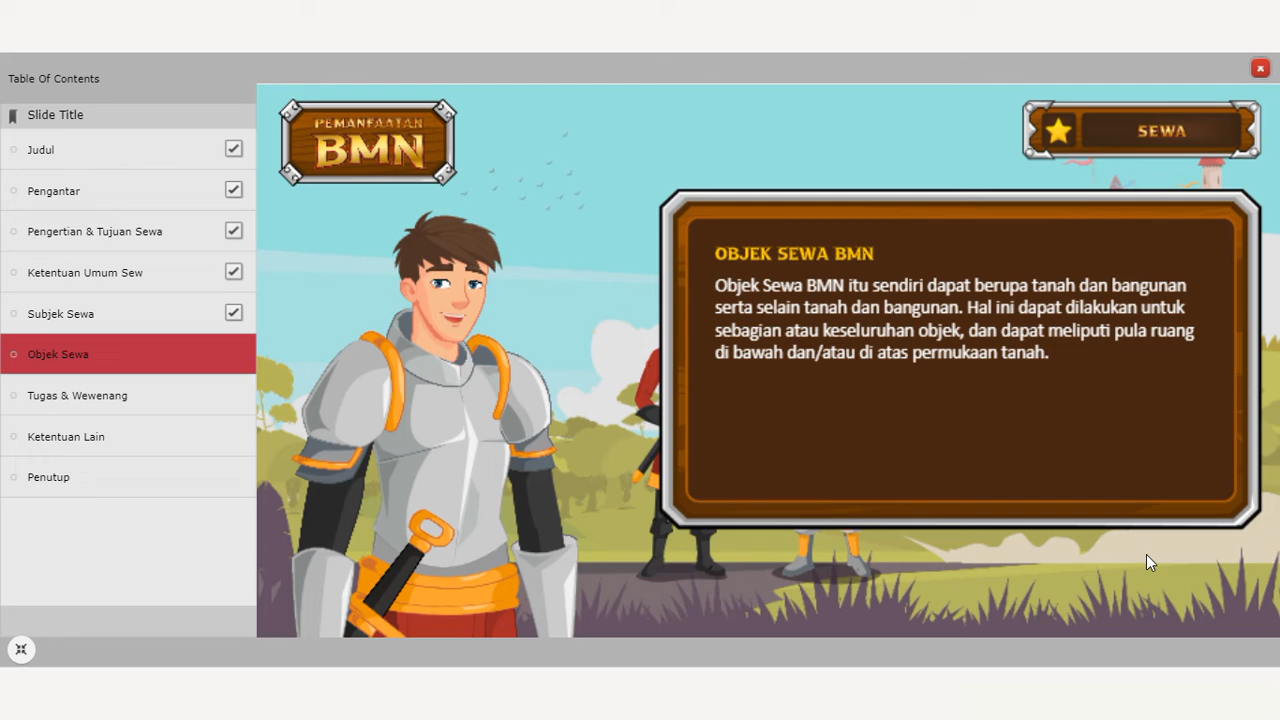 Table Of Contents
Slide Title
Judul
Pengantar
Pengertian & Tujuan Sewa
Ketentuan Umum Sew
Subjek Sewa
Objek Sewa
Tugas & Wewenang
Ketentuan Lain
Penutup
PEMANFAATAN
BMN
SEWA
OBJEK SEWA BMN
Objek Sewa BMN itu sendiri dapat berupa tanah dan bangunan
serta selain tanah dan bangunan. Hal ini dapat dilakukan untuk
sebagian atau keseluruhan objek, dan dapat meliputi pula ruang
di bawah dan/atau di atas permukaan tanah.